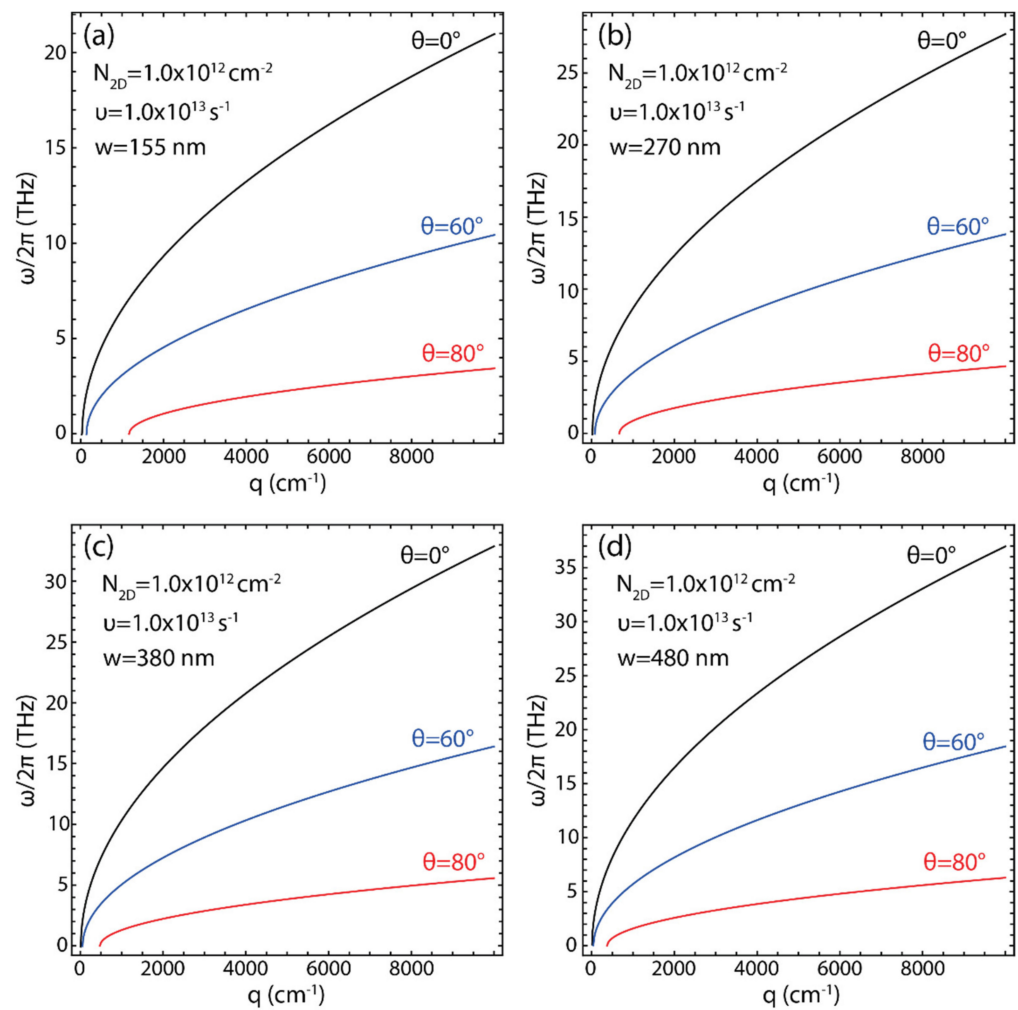 (a)
θ=0°
N2D=1.0x10¹² cm⁻²
υ=1.0x10¹³ s⁻¹
w=155 nm
θ=60°
θ=80°
20
15
10
5
0
ω/2π (THz)
0 2000 4000 6000 8000
q (cm⁻¹)
(b)
θ=0°
N2D=1.0x10¹² cm⁻²
υ=1.0x10¹³ s⁻¹
w=270 nm
θ=60°
θ=80°
25
20
15
10
5
0
ω/2π (THz)
0 2000 4000 6000 8000
q (cm⁻¹)
(c)
θ=0°
N2D=1.0x10¹² cm⁻²
υ=1.0x10¹³ s⁻¹
w=380 nm
θ=60°
θ=80°
30
25
20
15
10
5
0
ω/2π (THz)
0 2000 4000 6000 8000
q (cm⁻¹)
(d)
θ=0°
N2D=1.0x10¹² cm⁻²
υ=1.0x10¹³ s⁻¹
w=480 nm
θ=60°
θ=80°
35
30
25
20
15
10
5
0
ω/2π (THz)
0 2000 4000 6000 8000
q (cm⁻¹)